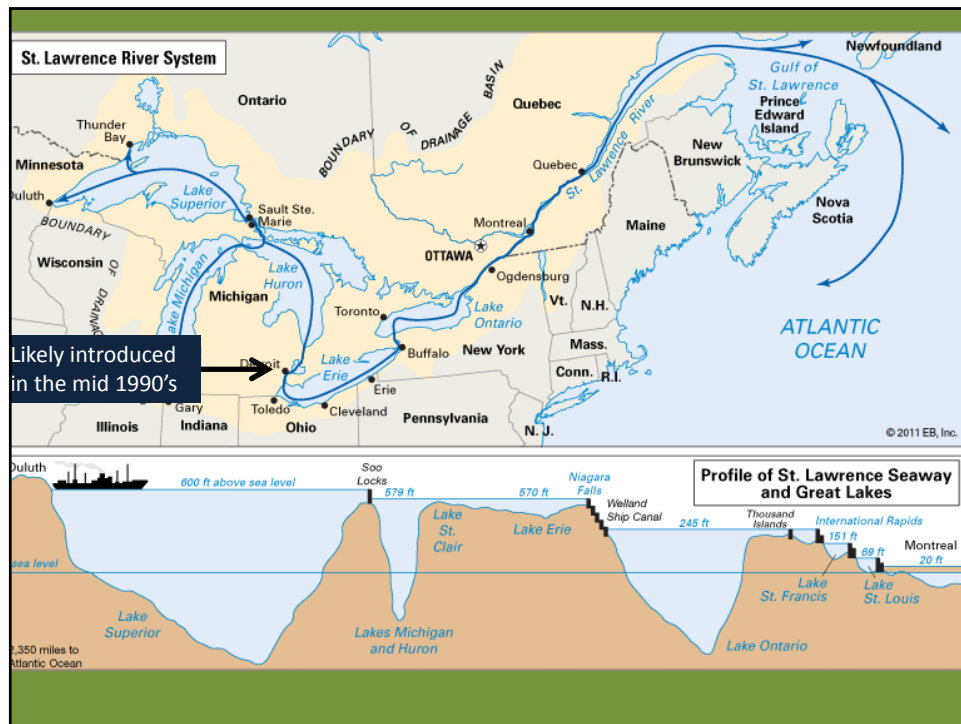 St. Lawrence River System
Newfoundland
Gulf of
St. Lawrence
Prince
Edward
Island
Ontario
BOUNDARY
OF
DRAINAGE
BASIN
Quebec
St. Lawrence River
Thunder
Bay
New
Brunswick
Minnesota
Quebec
Duluth
Lake
Superior
Sault Ste.
Marie
Nova
Scotia
Montreal
Maine
BOUNDARY
OF
DRAINAG
OTTAWA
Wisconsin
Lake Michigan
Lake
Huron
Michigan
Ogdensburg
Vt.
N.H.
Toronto
Lake
Ontario
ATLANTIC
OCEAN
Likely introduced
in the mid 1990's
Detroit
Lake
Erie
Buffalo
New York
Mass.
Conn.
R.I.
Erie
Gary
Toledo
Cleveland
Pennsylvania
Illinois
Indiana
Ohio
N. J.
© 2011 EB, Inc.
Duluth
600 ft above sea level
Soo
Locks
579 ft
570 ft
Niagara
Falls
Welland
Ship Canal
Profile of St. Lawrence Seaway
and Great Lakes
245 ft
Thousand
Islands
International Rapids
151 ft
69 ft
Montreal
20 ft
Lake
St.
Clair
Lake Erie
sea level
Lake
St. Francis
Lake
St. Louis
Lake
Superior
Lakes Michigan
and Huron
Lake Ontario
2,350 miles to
Atlantic Ocean